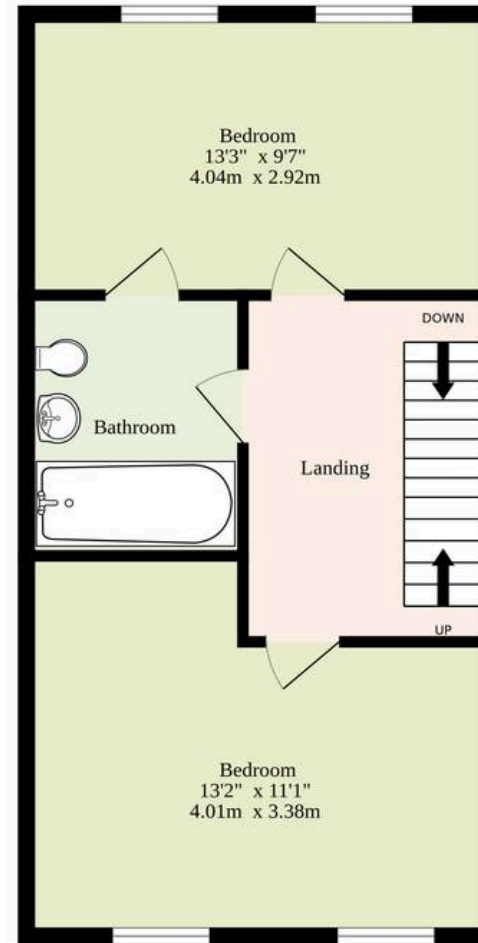 Bedroom
13'3" x 9'7"
4.04m x 2.92m
DOWN
Bathroom
Landing
UP
Bedroom
13'2" x 11'1"
4.01m x 3.38m